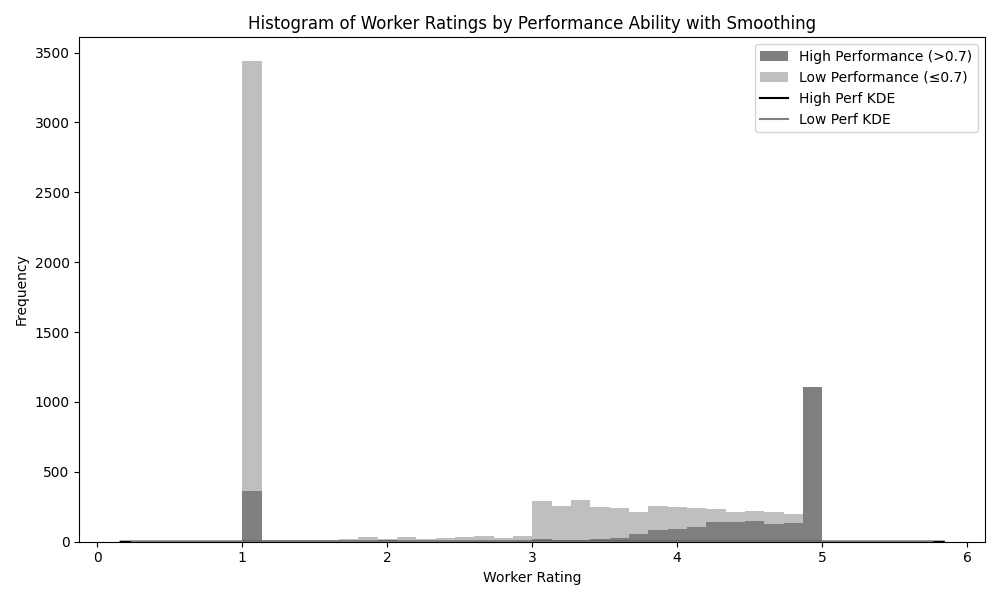 Histogram of Worker Ratings by Performance Ability with Smoothing
High Performance (>0.7)
Low Performance (≤0.7)
High Perf KDE
Low Perf KDE
Frequency
3500
3000
2500
2000
1500
1000
500
0
0 1 2 3 4 5 6
Worker Rating